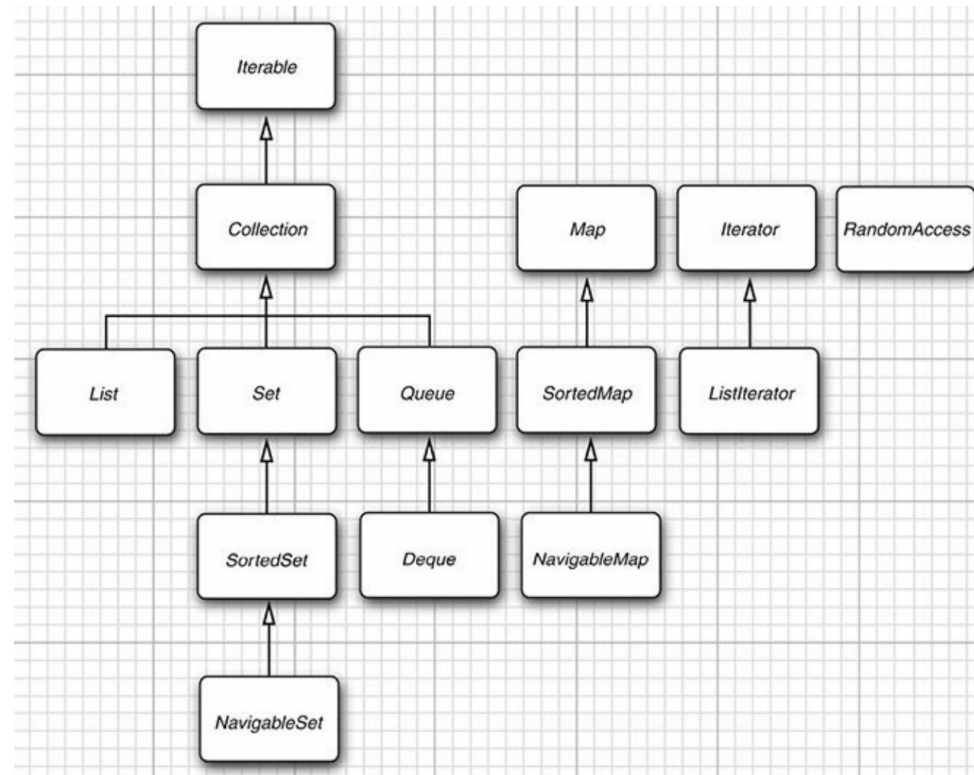 Iterable
Collection
Map
Iterator
RandomAccess
List
Set
Queue
SortedMap
ListIterator
SortedSet
Deque
NavigableMap
NavigableSet